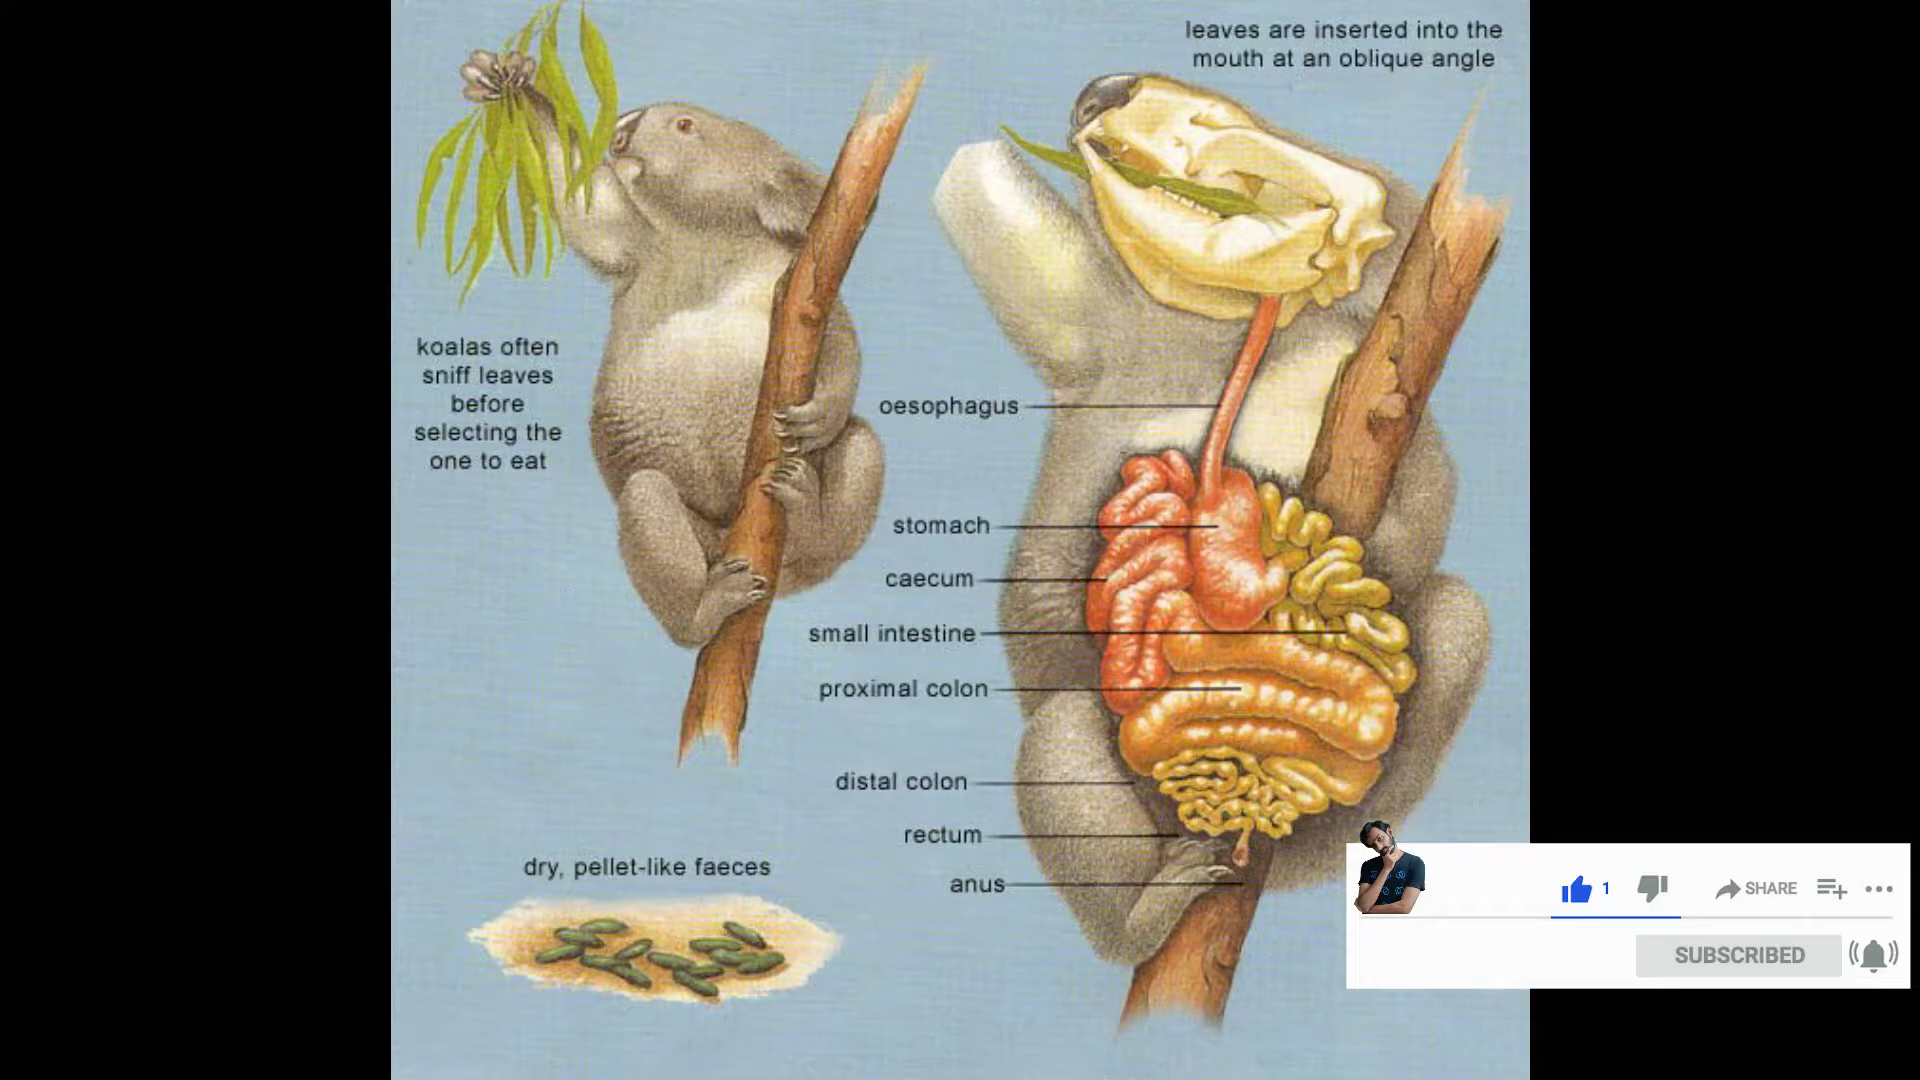 leaves are inserted into the
mouth at an oblique angle
koalas often
sniff leaves
before
selecting the
one to eat
oesophagus
stomach
caecum
small intestine
proximal colon
distal colon
rectum
anus
dry, pellet-like faeces
1
SHARE
SUBSCRIBED